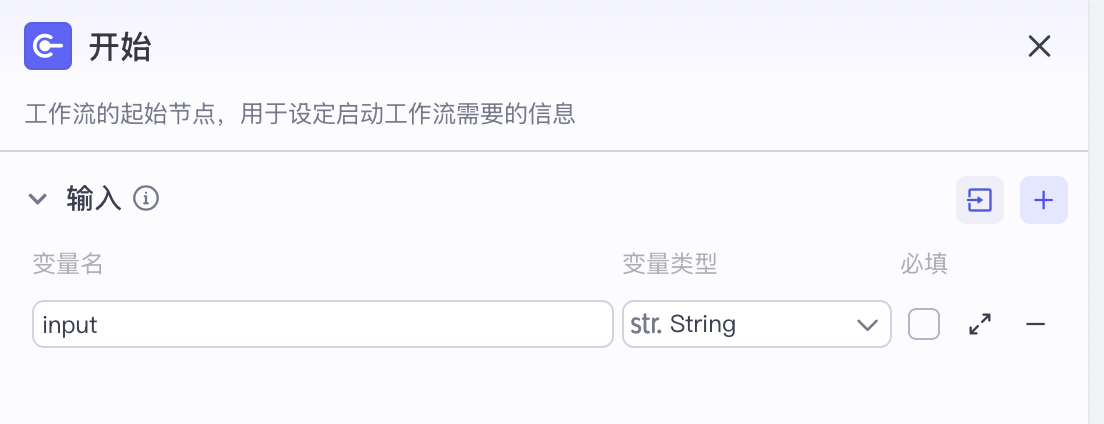 开始
工作流的起始节点，用于设定启动工作流需要的信息
输入
变量名 变量类型 必填
input str. String